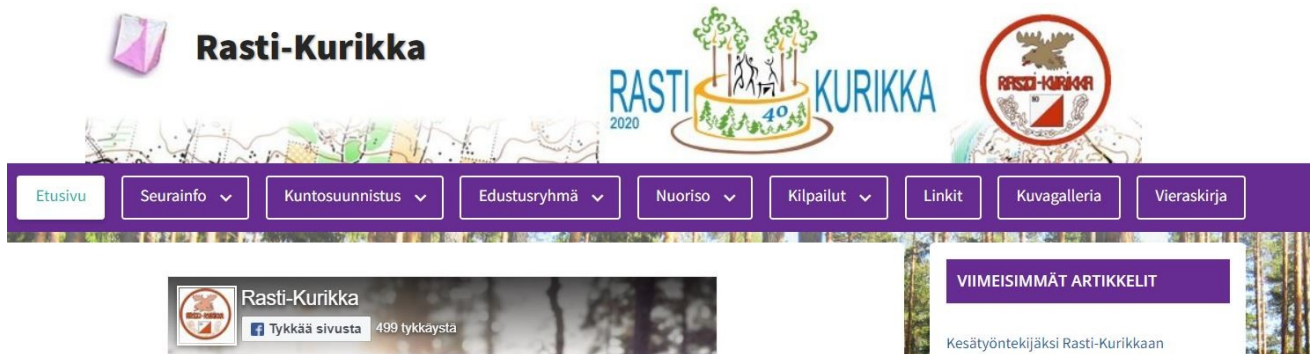 Rasti-Kurikka
RASTI KURIKKA
2020
40
RASTI-KURIKKA
80
Etusivu Seurainfo Kuntosuunnistus Edustusryhmä Nuoriso Kilpailut Linkit Kuvagalleria Vieraskirja
VIIMEISIMMÄT ARTIKKELIT
Rasti-Kurikka
Tykkää sivusta 499 tykkäystä
Kesätyöntekijäksi Rasti-Kurikkaan